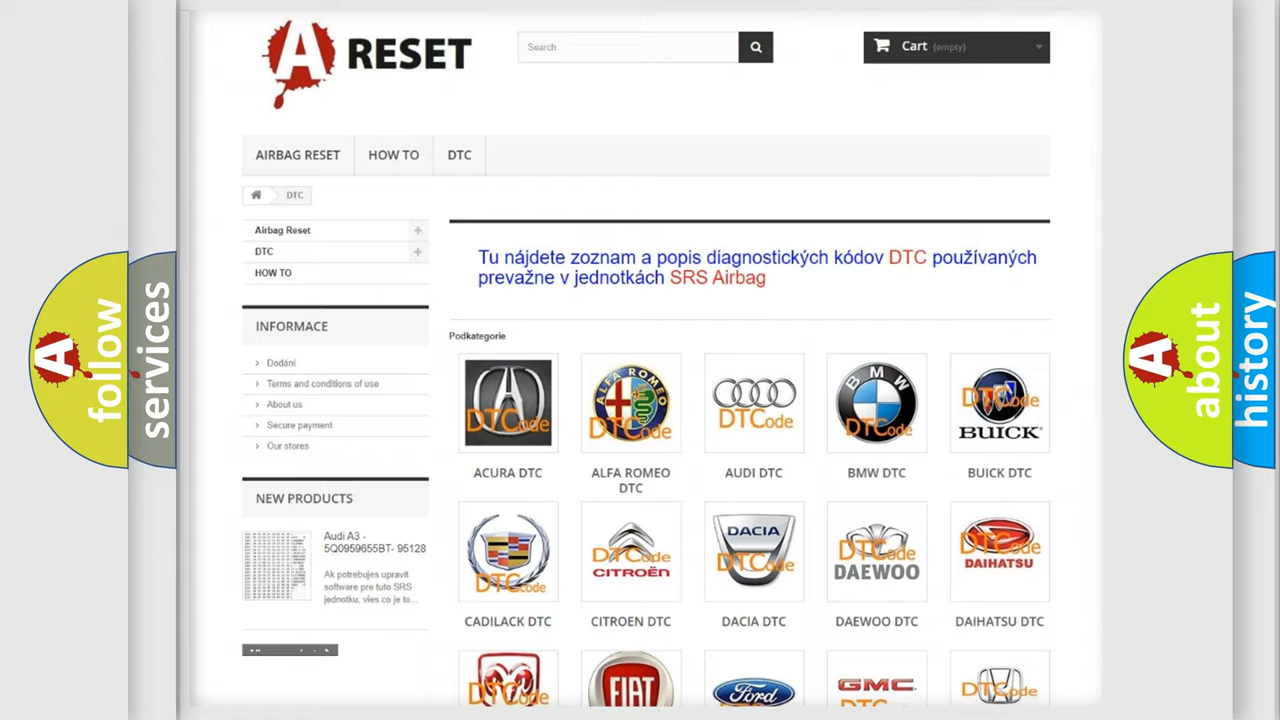 A RESET
Search
Cart (empty)
AIRBAG RESET
HOW TO
DTC
DTC
Airbag Reset
DTC
HOW TO
INFORMACE
Dodání
Terms and conditions of use
About us
Secure payment
Our stores
NEW PRODUCTS
Audi A3 -
5Q0959655BT- 95128
Ak potrebujes upravit
software pre tuto SRS
jednotku, vies co je to...
Tu nájdete zoznam a popis diagnostických kódov DTC používaných
prevažne v jednotkách SRS Airbag
Podkategorie
DTCode
ALFA ROMEO
DTCode
DTCode
BMW
DTCode
DTCode
BUICK
ACURA DTC
ALFA ROMEO
DTC
AUDI DTC
BMW DTC
BUICK DTC
DTCode
DTCode
CITROËN
DACIA
DTCode
DTCode
DAEWOO
DTCode
DAIHATSU
CADILACK DTC
CITROEN DTC
DACIA DTC
DAEWOO DTC
DAIHATSU DTC
DTCode
FIAT
Ford
GMC
DTCode
A follow
services
A about
history